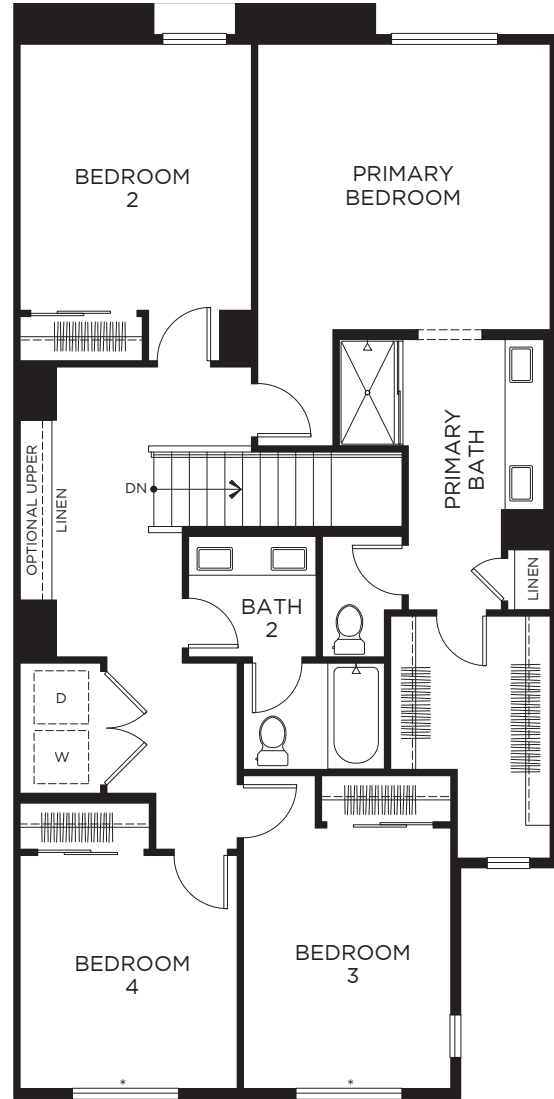 BEDROOM
2
PRIMARY
BEDROOM
OPTIONAL UPPER
LINEN
DN
PRIMARY
BATH
LINEN
BATH
2
D
W
BEDROOM
4
*
BEDROOM
3
*